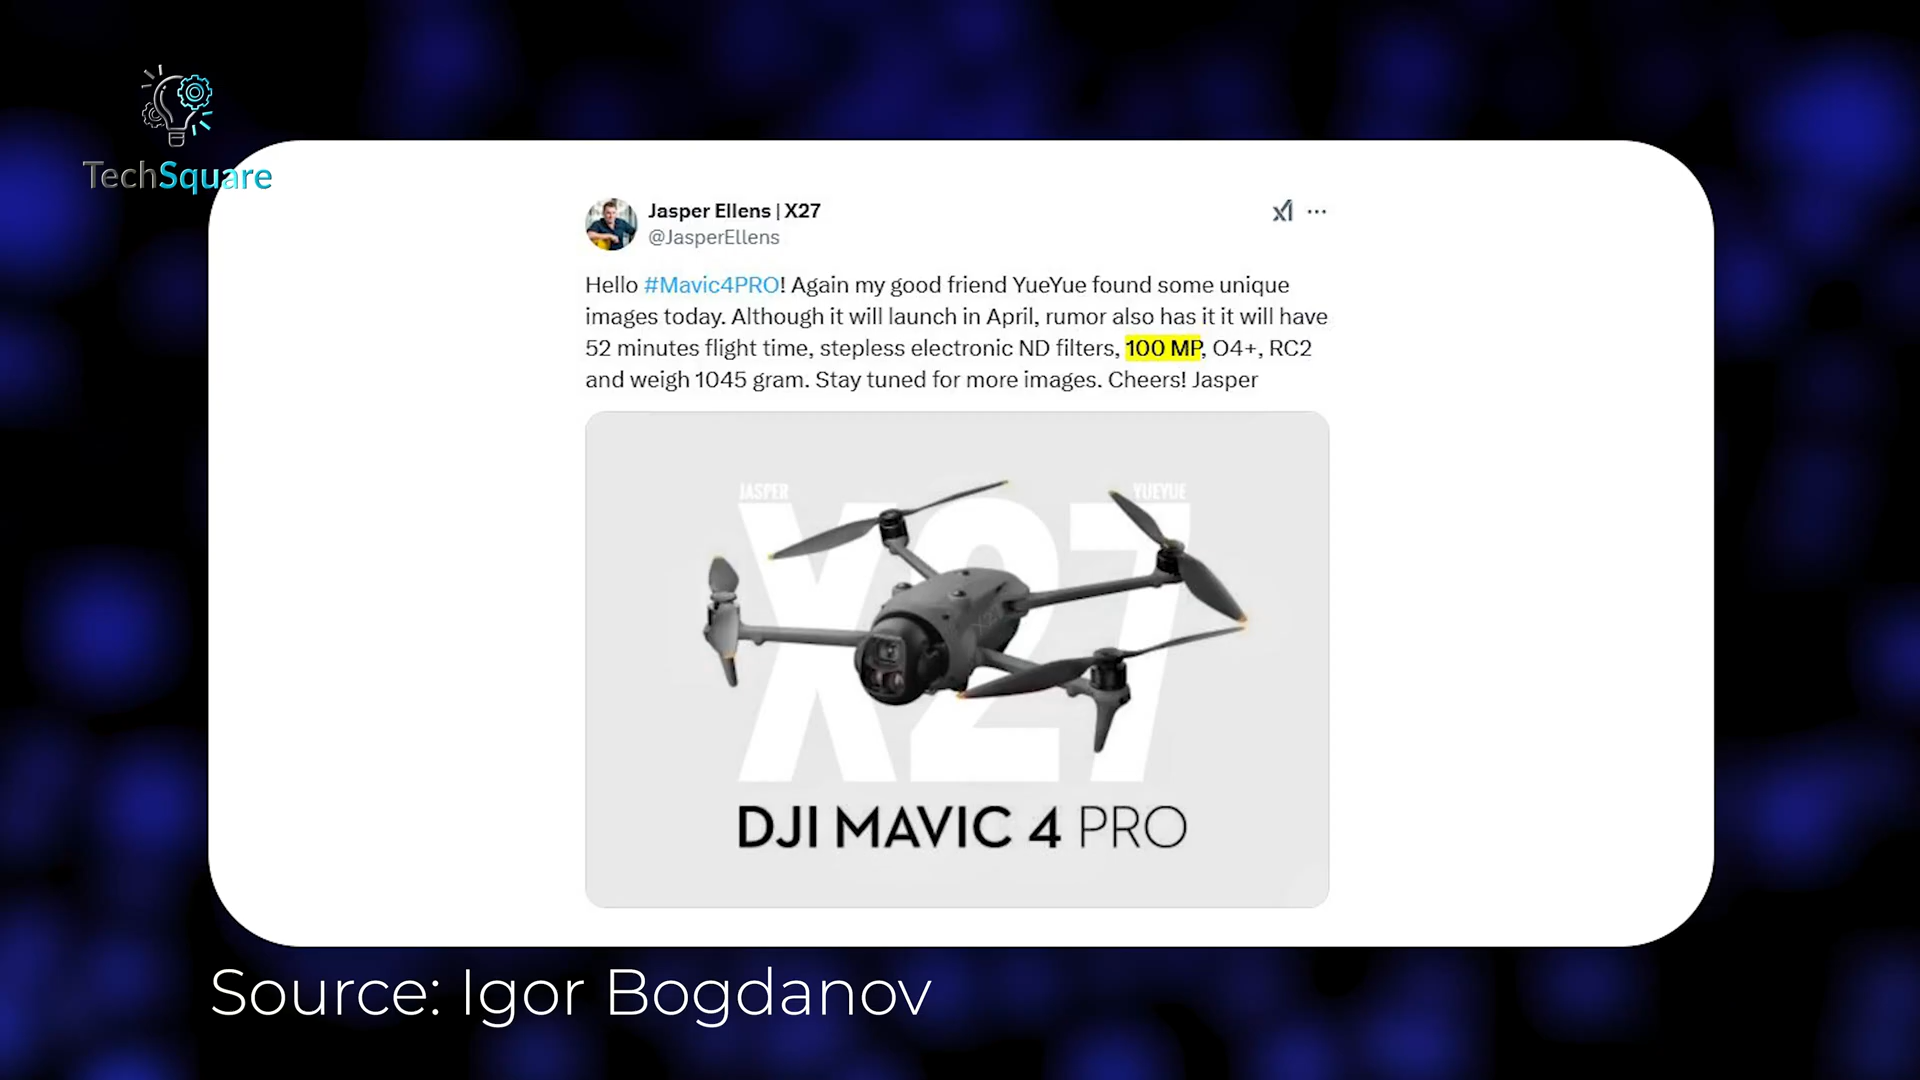 TechSquare
Jasper Ellens | X27
@JasperEllens
Hello #Mavic4PRO! Again my good friend YueYue found some unique
images today. Although it will launch in April, rumor also has it it will have
52 minutes flight time, stepless electronic ND filters, 100 MP, O4+, RC2
and weigh 1045 gram. Stay tuned for more images. Cheers! Jasper
JASPER
YUEYUE
X27
DJI MAVIC 4 PRO
Source: Igor Bogdanov